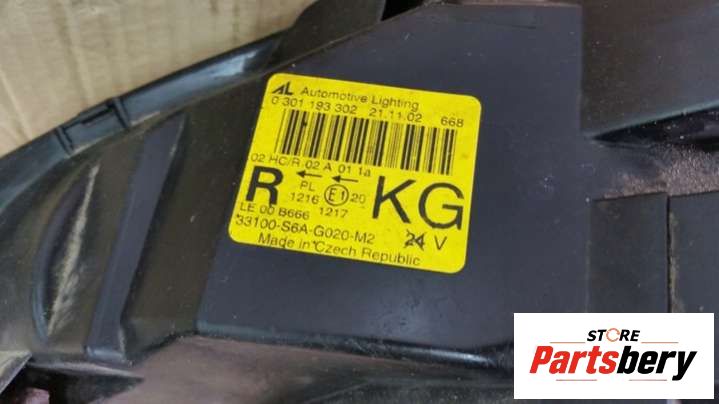 AL Automotive Lighting
0 301 193 302 21.11.02 668
02 HC/R 02 A 01 1a
R PL E1 20 KG
1216 1217
LE 00 B666
33100-S6A-G020-M2 24 V
Made in Czech Republic
STORE
Partsbery